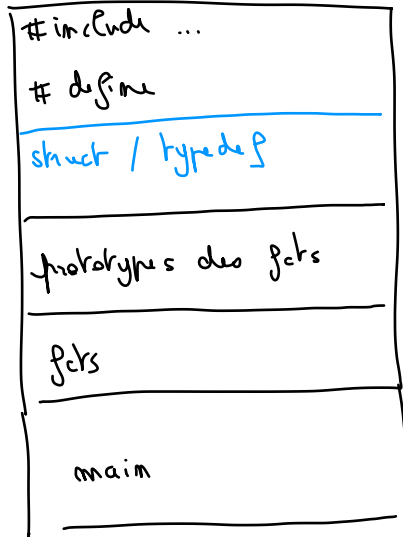 #include ...
# define
struct / typedef
prototypes des fcts
fcts
main